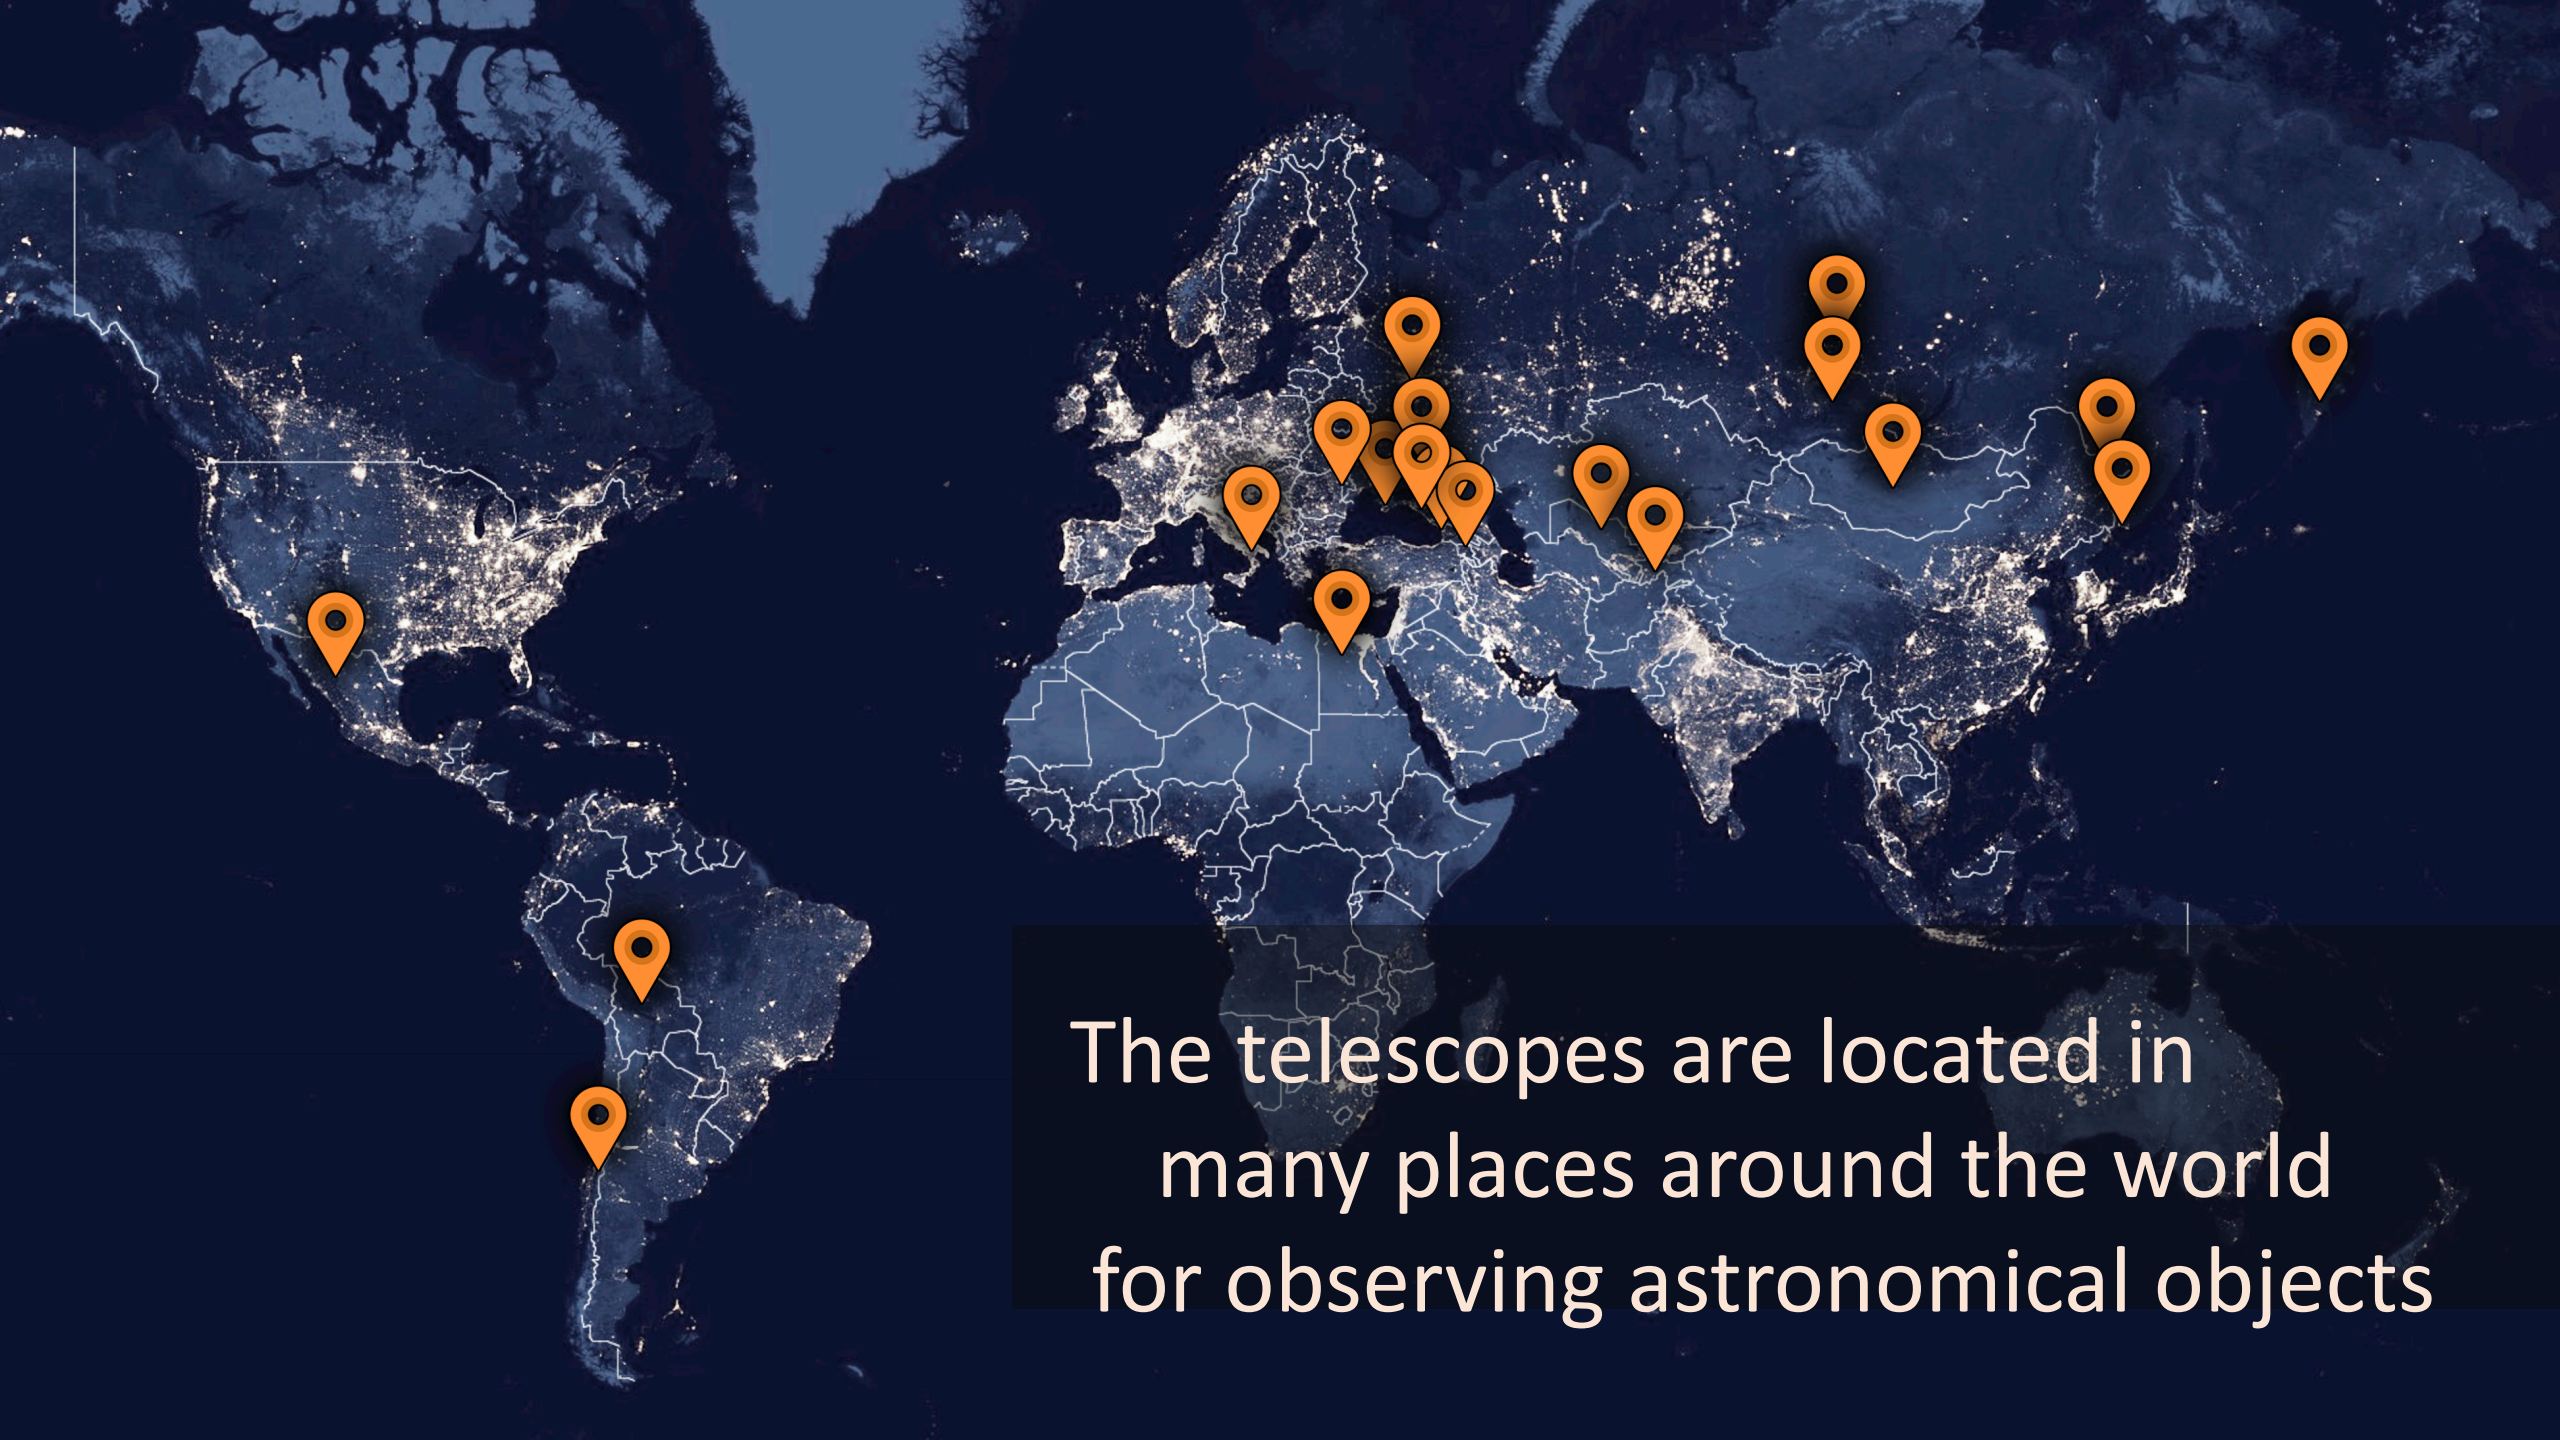 The telescopes are located in
many places around the world
for observing astronomical objects